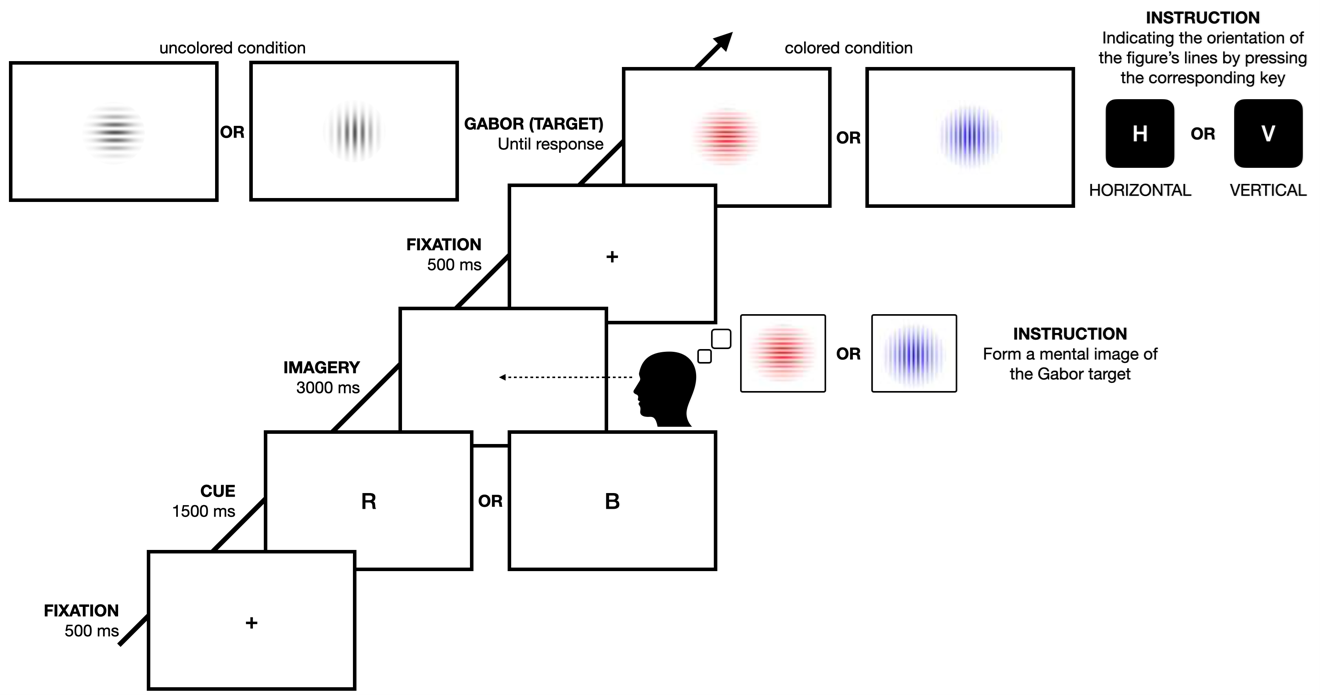 uncolored condition
OR
GABOR (TARGET)
Until response
colored condition
OR
INSTRUCTION
Indicating the orientation of
the figure's lines by pressing
the corresponding key
H OR V
HORIZONTAL VERTICAL
FIXATION
500 ms
+
IMAGERY
3000 ms
OR
INSTRUCTION
Form a mental image of
the Gabor target
CUE
1500 ms
R OR B
FIXATION
500 ms
+